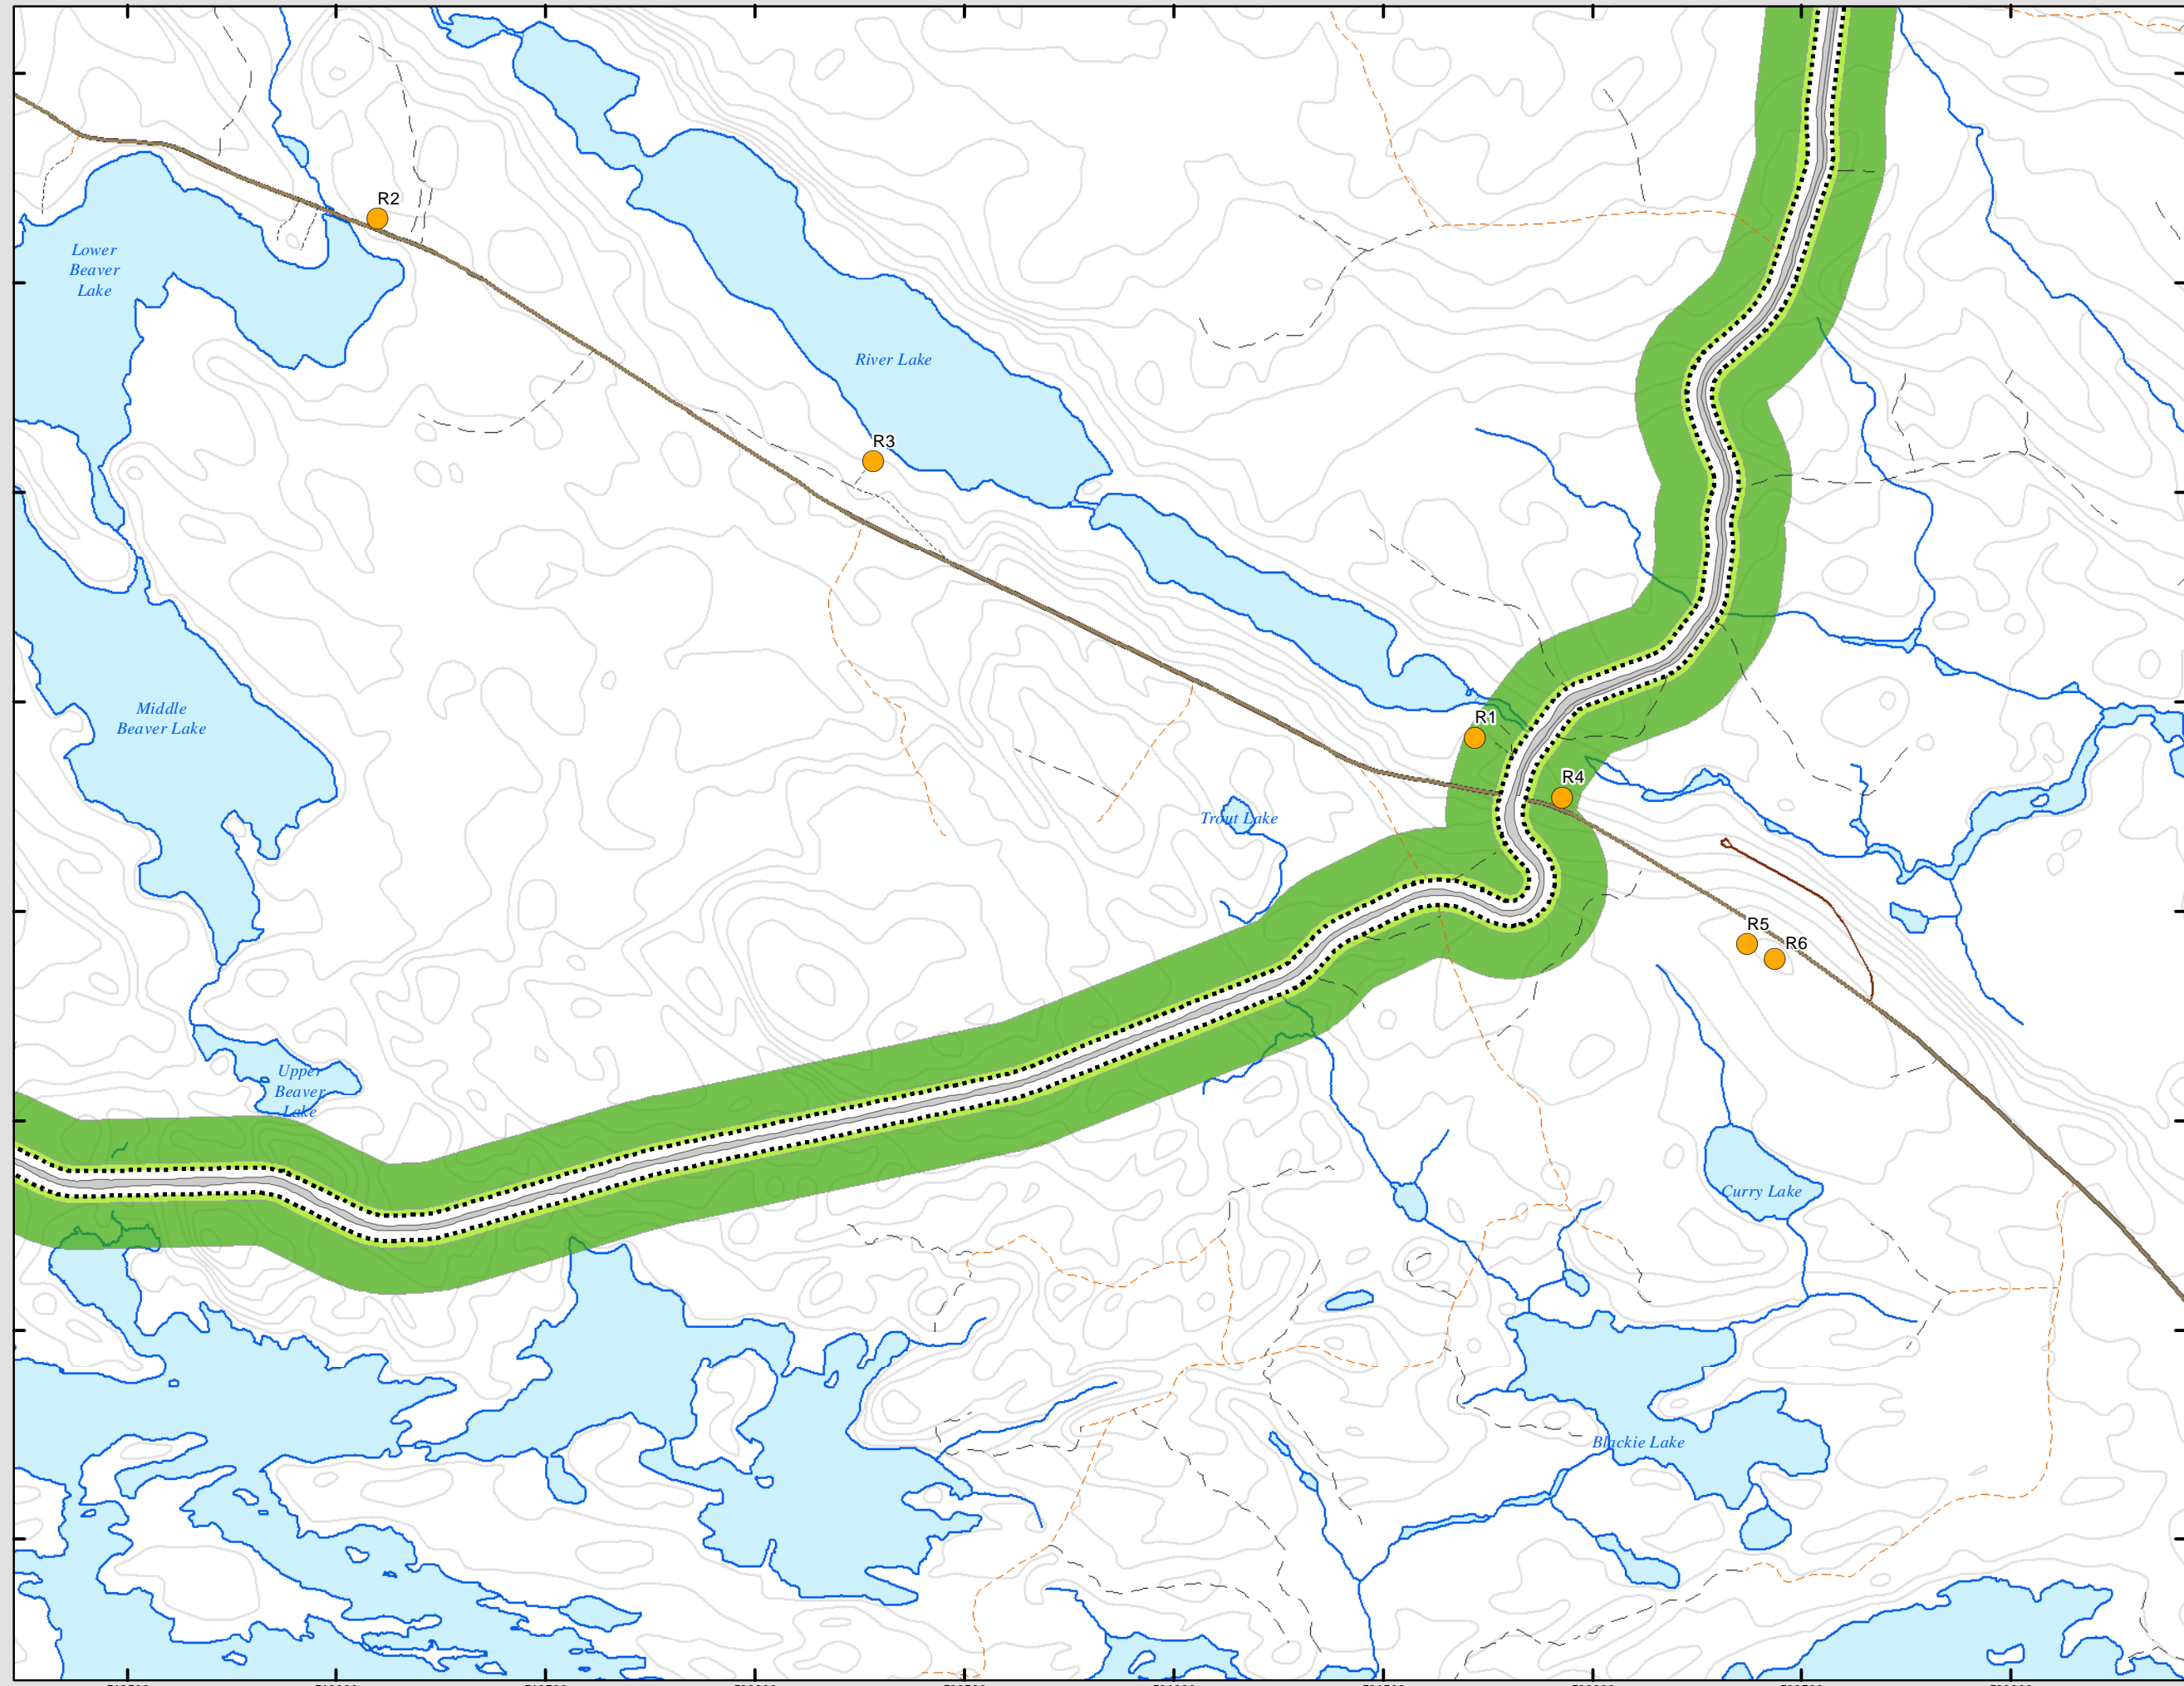 R2
Lower
Beaver
Lake
River Lake
R3
Middle
Beaver Lake
R1
R4
Trout Lake
R5
R6
Upper
Beaver
Lake
Curry Lake
Blackie Lake